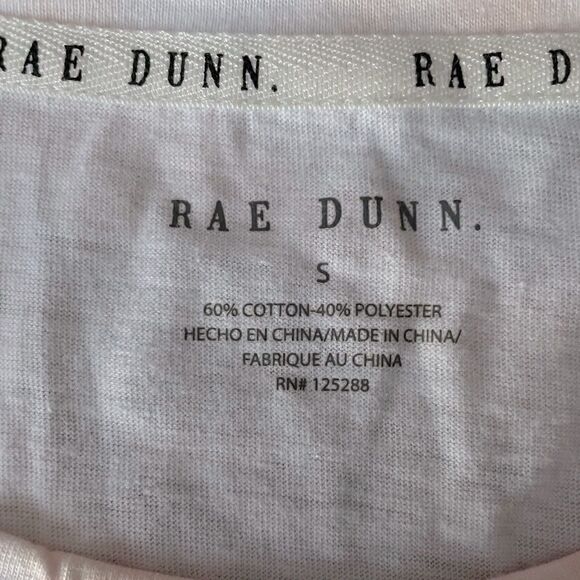 RAE DUNN. RAE D
RAE DUNN.
S
60% COTTON-40% POLYESTER
HECHO EN CHINA/MADE IN CHINA/
FABRIQUE AU CHINA
RN# 125288